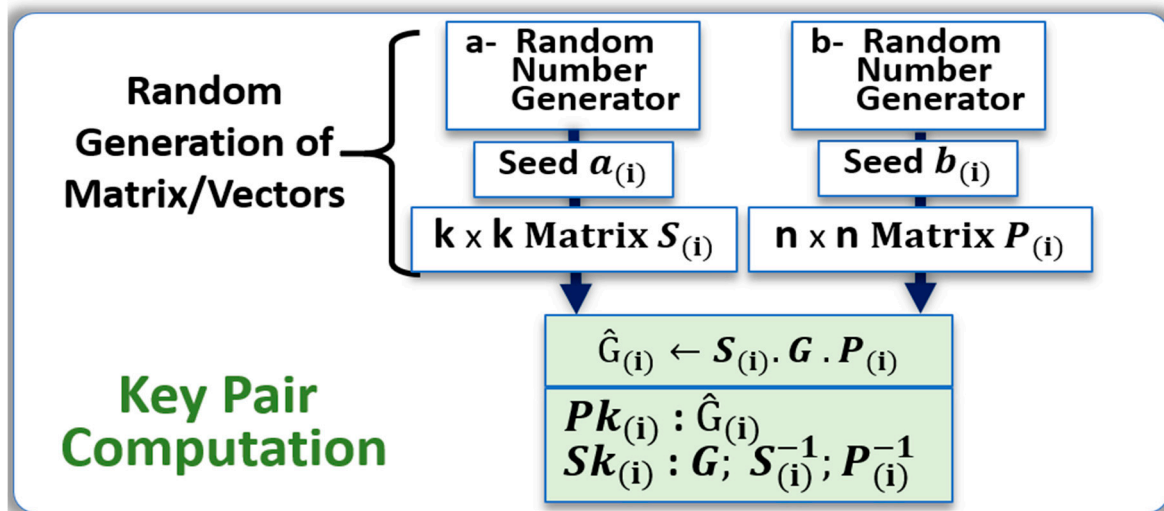 Random
Generation of
Matrix/Vectors
a- Random
Number
Generator
Seed a(i)
k x k Matrix S(i)
b- Random
Number
Generator
Seed b(i)
n x n Matrix P(i)
Key Pair
Computation
Ĝ(i) ← S(i). G . P(i)
Pk(i) : Ĝ(i)
Sk(i) : G; S(i)^-1; P(i)^-1